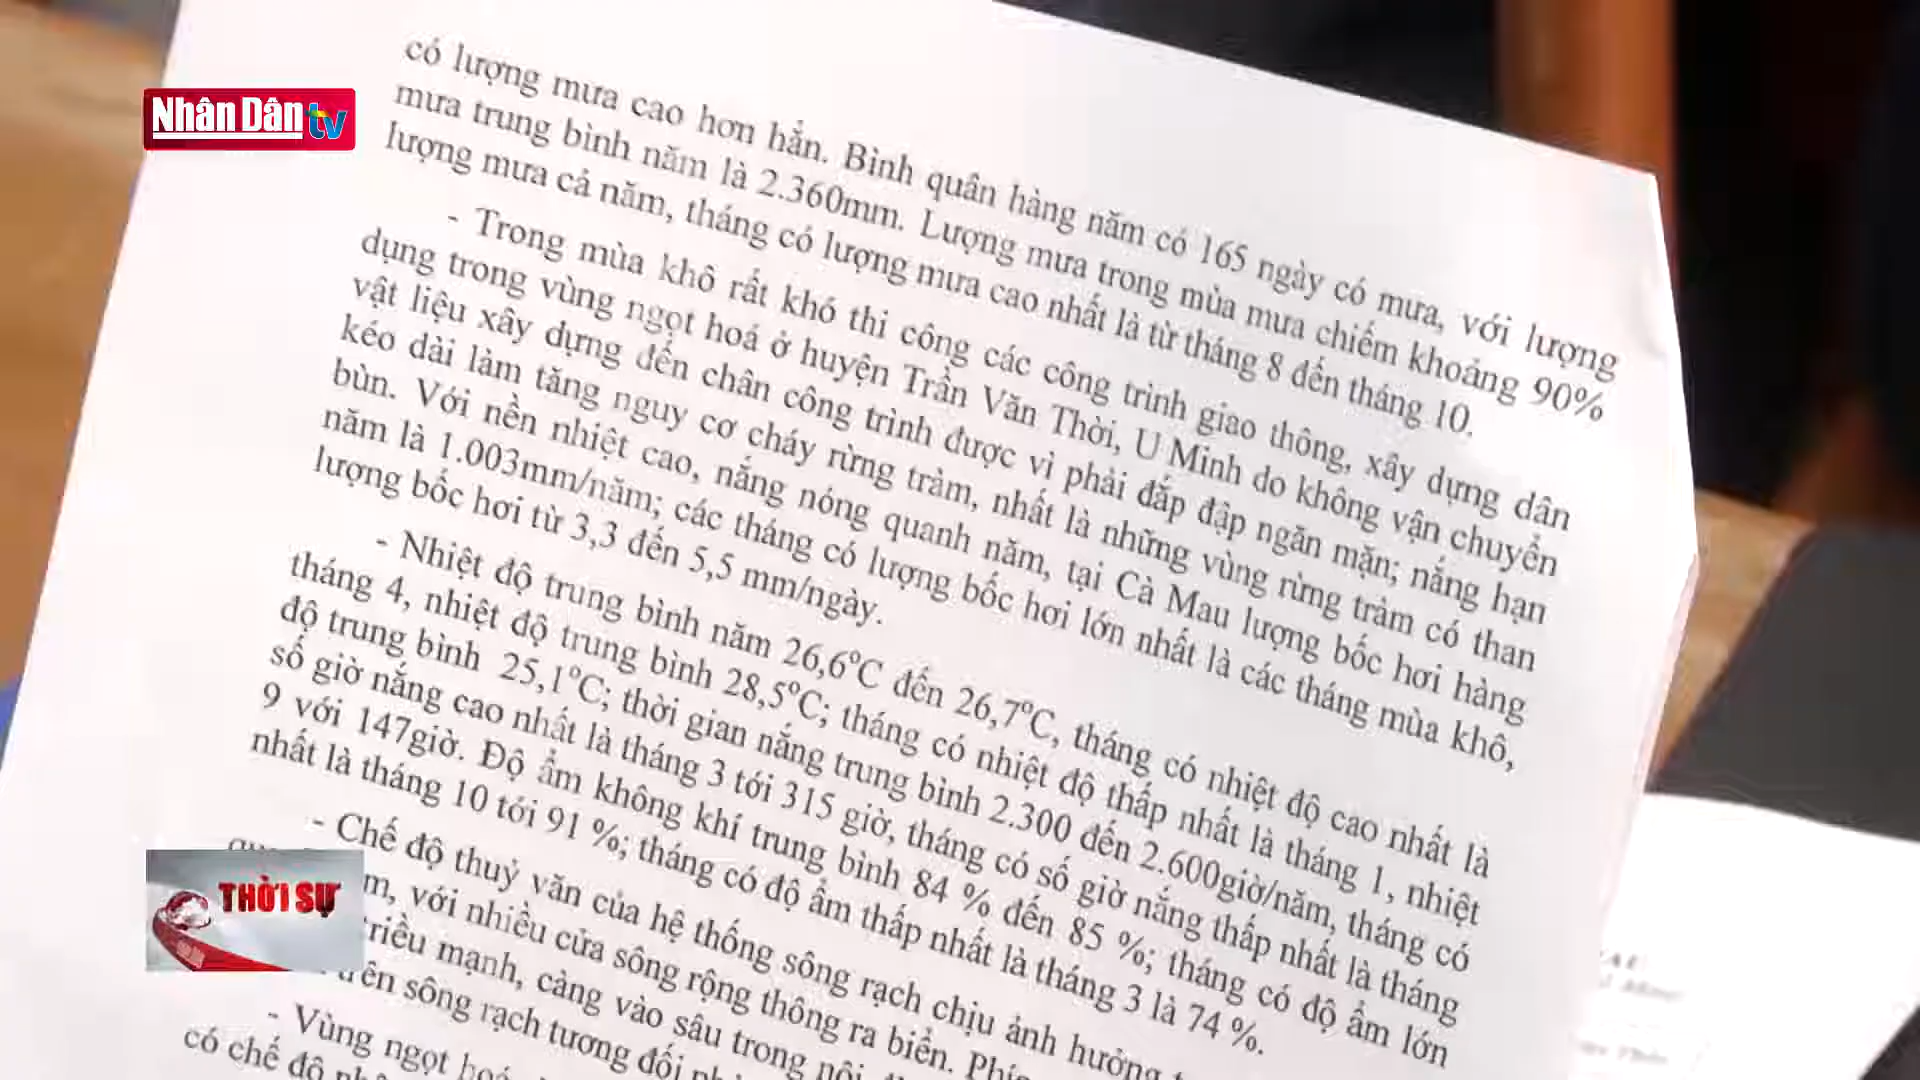 Nhân Dân tv
có lượng mưa cao hơn hẳn. Bình quân hàng năm có 165 ngày có mưa, với lượng
mưa trung bình năm là 2.360mm. Lượng mưa trong mùa mưa chiếm khoảng 90%
lượng mưa cả năm, tháng có lượng mưa cao nhất là từ tháng 8 đến tháng 10.
- Trong mùa khô rất khó thi công các công trình giao thông, xây dựng dân
dụng trong vùng ngọt hoá ở huyện Trần Văn Thời, U Minh do không vận chuyển
vật liệu xây dựng đến chân công trình được vì phải đắp đập ngăn mặn; nắng hạn
kéo dài làm tăng nguy cơ cháy rừng tràm, nhất là những vùng rừng tràm có than
bùn. Với nền nhiệt cao, nắng nóng quanh năm, tại Cà Mau lượng bốc hơi hàng
năm là 1.003mm/năm; các tháng có lượng bốc hơi lớn nhất là các tháng mùa khô,
lượng bốc hơi từ 3,3 đến 5,5 mm/ngày.
- Nhiệt độ trung bình năm 26,6ºC đến 26,7ºC, tháng có nhiệt độ cao nhất là
tháng 4, nhiệt độ trung bình 28,5ºC; tháng có nhiệt độ thấp nhất là tháng 1, nhiệt
độ trung bình 25,1ºC; thời gian nắng trung bình 2.300 đến 2.600giờ/năm, tháng có
số giờ nắng cao nhất là tháng 3 tới 315 giờ, tháng có số giờ nắng thấp nhất là tháng
9 với 147giờ. Độ ẩm không khí trung bình 84 % đến 85 %; tháng có độ ẩm lớn
nhất là tháng 10 tới 91 %; tháng có độ ẩm thấp nhất là tháng 3 là 74 %.
- Chế độ thuỷ văn của hệ thống sông rạch chịu ảnh hưởng
với nhiều cửa sông rộng thông ra biển.
triều mạnh, càng vào sâu trong
trên sông rạch tương đối
- Vùng ngọt
có chế độ
THỜI SỰ